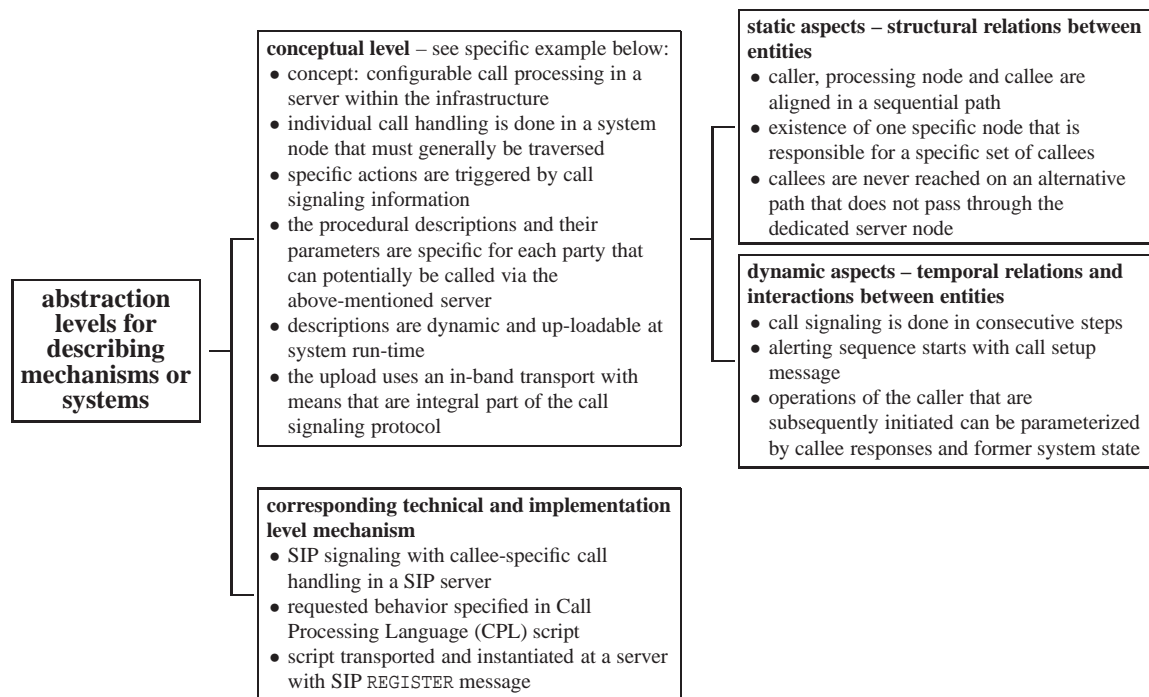 abstraction
levels for
describing
mechanisms or
systems
conceptual level – see specific example below:
• concept: configurable call processing in a
server within the infrastructure
• individual call handling is done in a system
node that must generally be traversed
• specific actions are triggered by call
signaling information
• the procedural descriptions and their
parameters are specific for each party that
can potentially be called via the
above-mentioned server
• descriptions are dynamic and up-loadable at
system run-time
• the upload uses an in-band transport with
means that are integral part of the call
signaling protocol
corresponding technical and implementation
level mechanism
• SIP signaling with callee-specific call
handling in a SIP server
• requested behavior specified in Call
Processing Language (CPL) script
• script transported and instantiated at a server
with SIP REGISTER message
static aspects – structural relations between
entities
• caller, processing node and callee are
aligned in a sequential path
• existence of one specific node that is
responsible for a specific set of callees
• callees are never reached on an alternative
path that does not pass through the
dedicated server node
dynamic aspects – temporal relations and
interactions between entities
• call signaling is done in consecutive steps
• alerting sequence starts with call setup
message
• operations of the caller that are
subsequently initiated can be parameterized
by callee responses and former system state